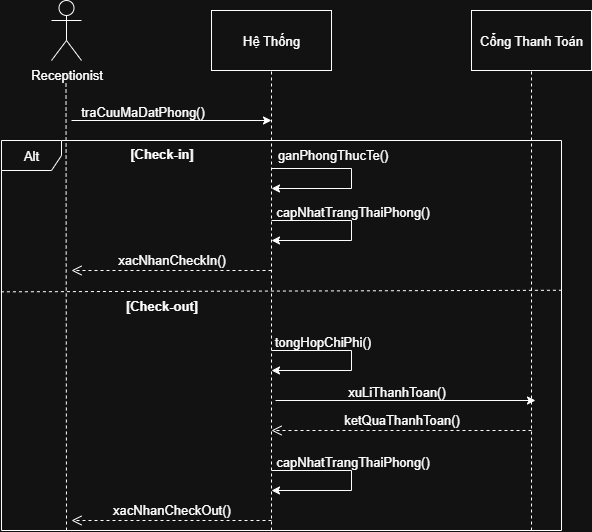 Hệ Thống
Cổng Thanh Toán
Receptionist
traCuuMaDatPhong()
Alt
[Check-in]
ganPhongThucTe()
capNhatTrangThaiPhong()
xacNhanCheckIn()
[Check-out]
tongHopChiPhi()
xuLiThanhToan()
ketQuaThanhToan()
capNhatTrangThaiPhong()
xacNhanCheckOut()